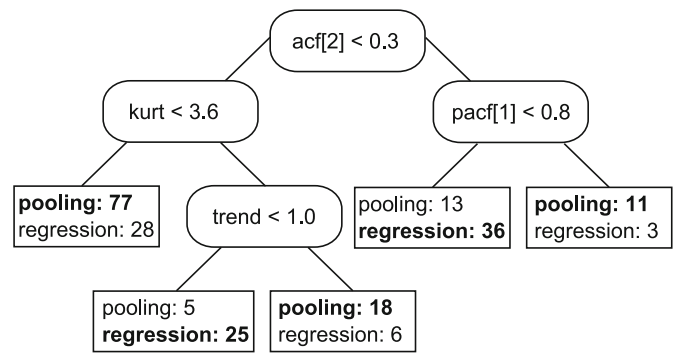 acf[2] < 0.3
kurt < 3.6
pacf[1] < 0.8
pooling: 77
regression: 28
trend < 1.0
pooling: 13
regression: 36
pooling: 11
regression: 3
pooling: 5
regression: 25
pooling: 18
regression: 6